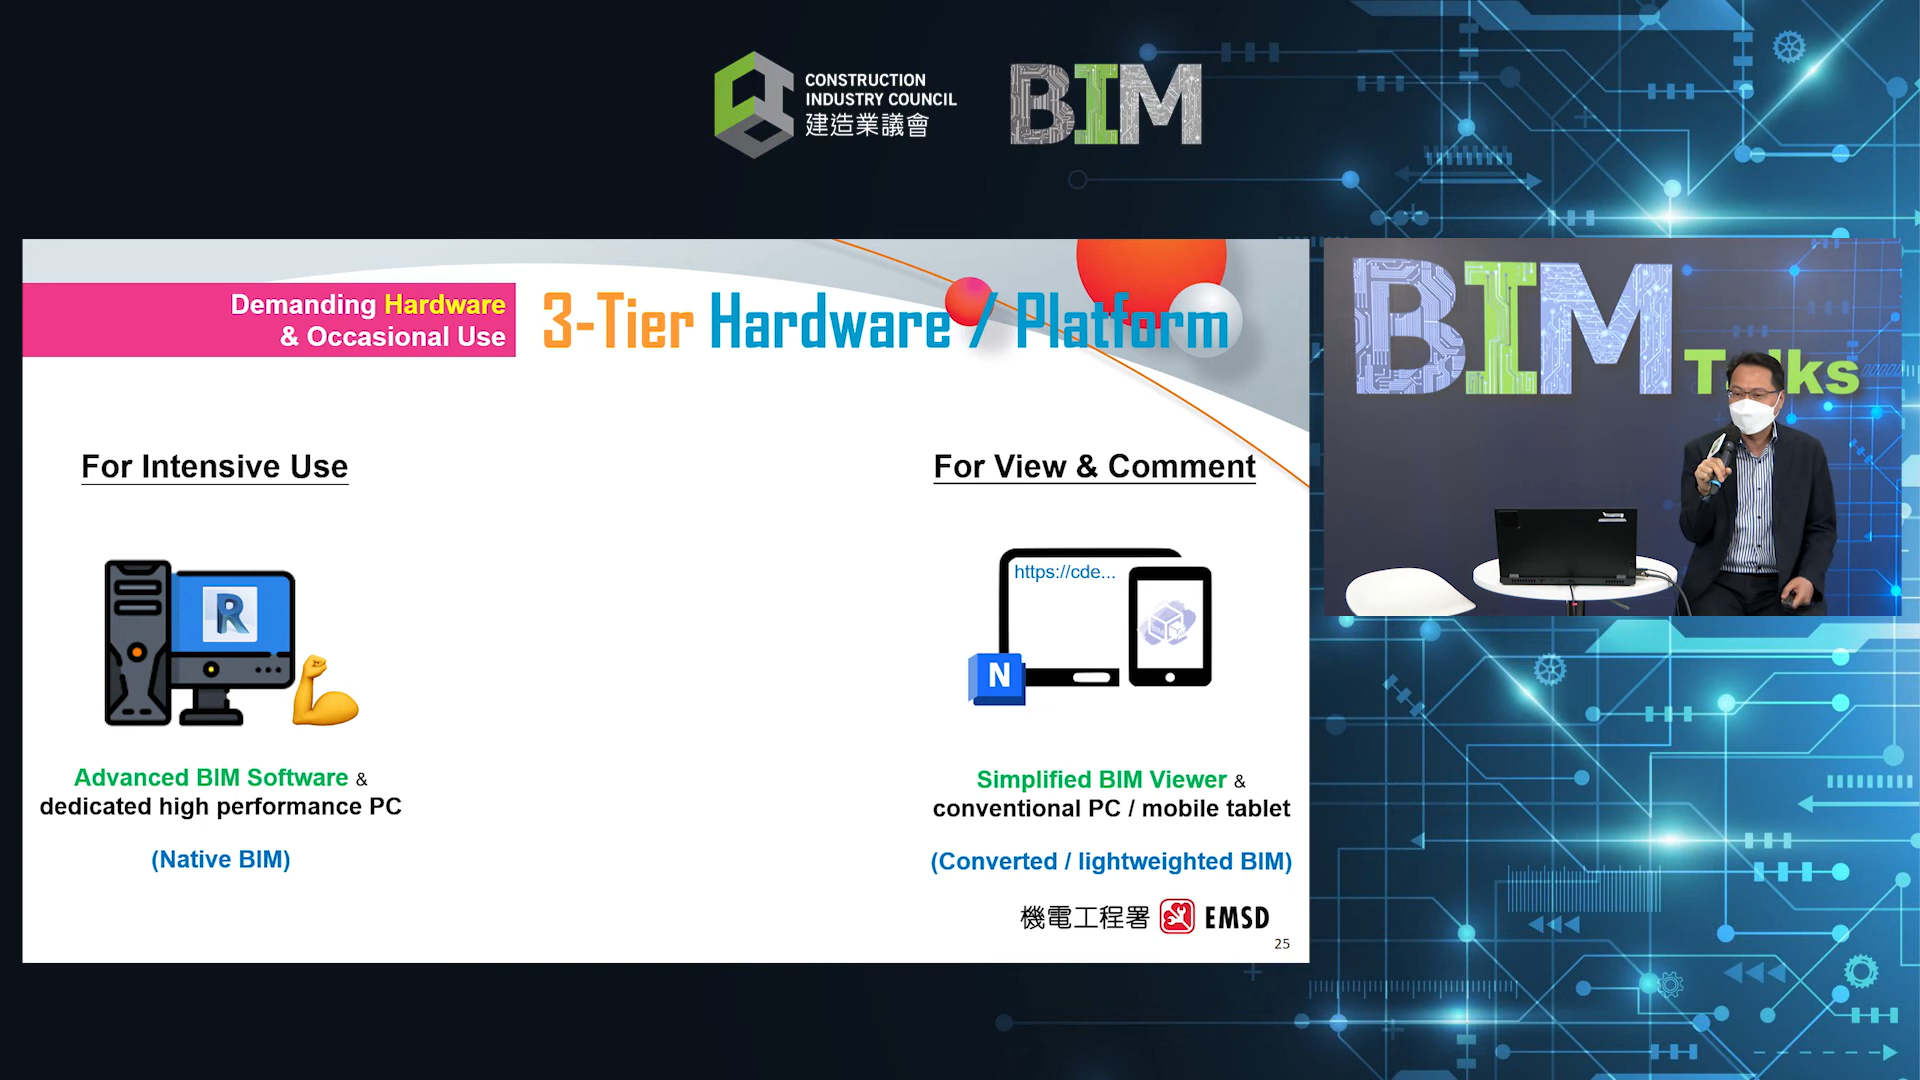 CONSTRUCTION
INDUSTRY COUNCIL
建造業議會
BIM
Demanding Hardware
& Occasional Use
3-Tier Hardware / Platform
For Intensive Use
For View & Comment
R
https://cde...
N
Advanced BIM Software &
dedicated high performance PC
(Native BIM)
Simplified BIM Viewer &
conventional PC / mobile tablet
(Converted / lightweighted BIM)
機電工程署 EMSD
25
BIM
T lks